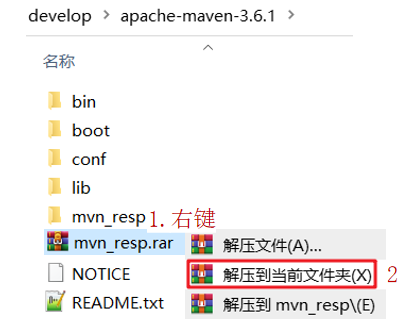 develop > apache-maven-3.6.1 >
名称
bin
boot
conf
lib
mvn_resp 1.右键
mvn_resp.rar 解压文件(A)...
NOTICE 解压到当前文件夹(X) 2
README.txt 解压到 mvn_resp\(E)